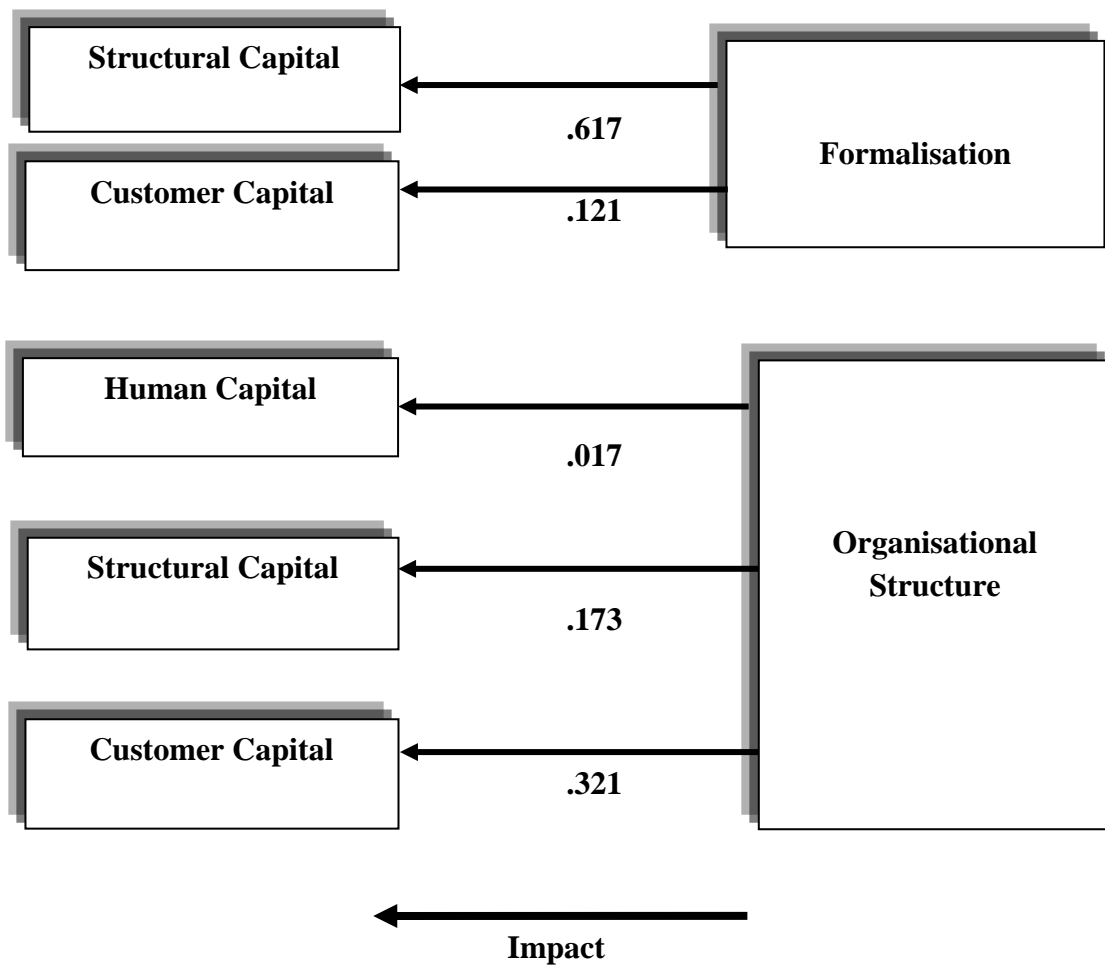 Structural Capital
.617
Formalisation
Customer Capital
.121
Human Capital
.017
Organisational
Structure
Structural Capital
.173
Customer Capital
.321
Impact